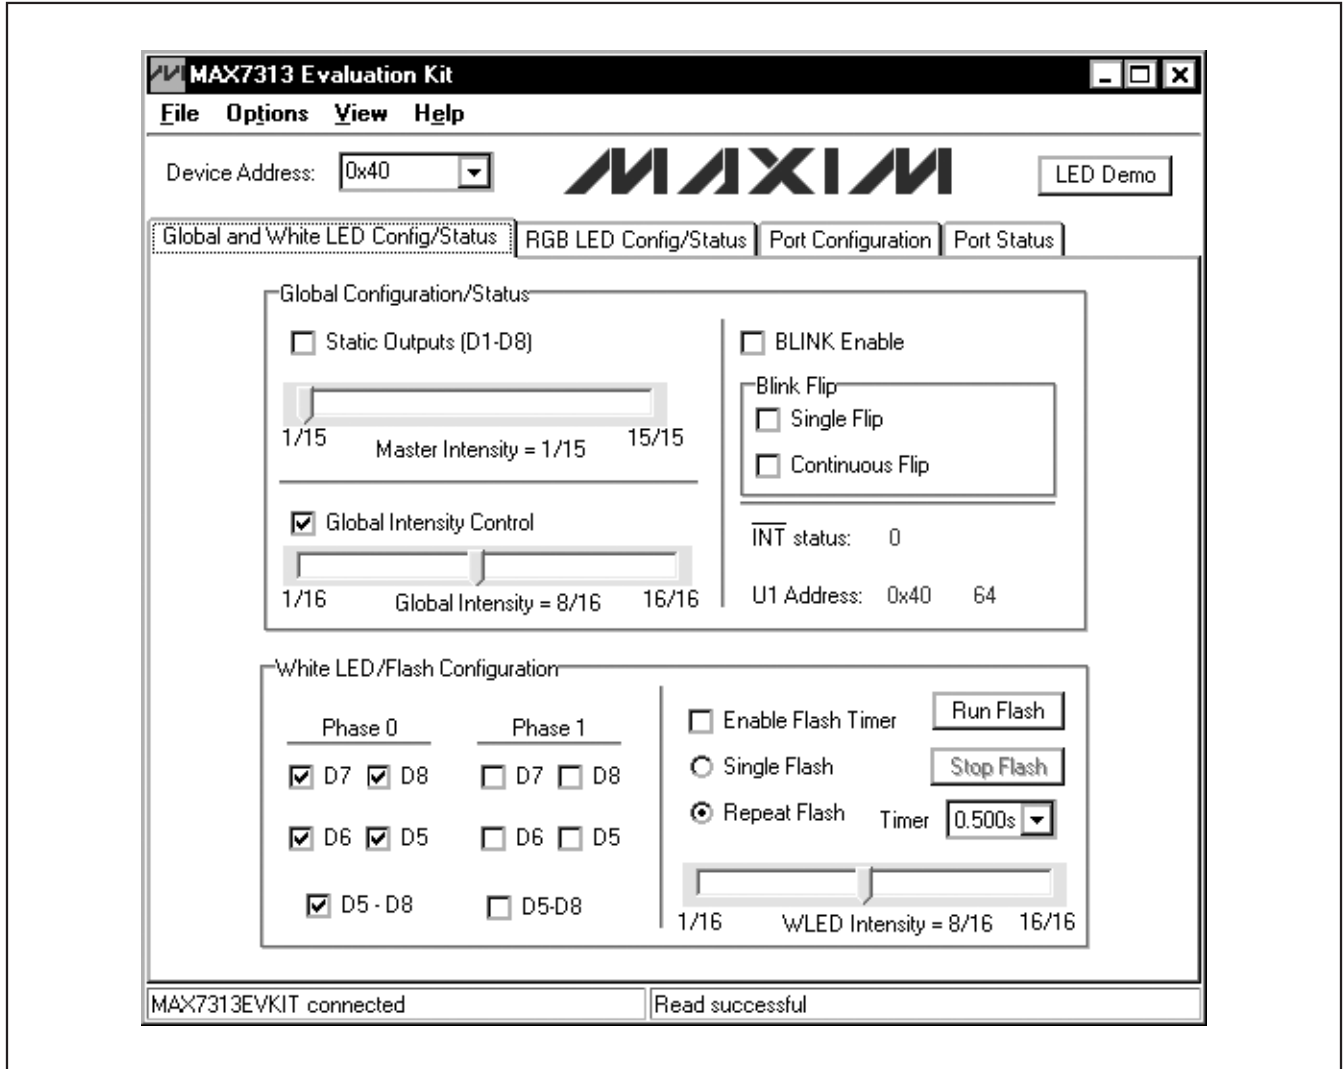 MAX7313 Evaluation Kit
File Options View Help
Device Address: 0x40 MAXIM LED Demo
Global and White LED Config/Status RGB LED Config/Status Port Configuration Port Status
Global Configuration/Status
Static Outputs (D1-D8)
1/15 15/15
Master Intensity = 1/15
Global Intensity Control
1/16 Global Intensity = 8/16 16/16
BLINK Enable
Blink Flip
Single Flip
Continuous Flip
INT status: 0
U1 Address: 0x40 64
White LED/Flash Configuration
Phase 0 Phase 1
D7 D8 D7 D8
D6 D5 D6 D5
D5 - D8 D5-D8
Enable Flash Timer Run Flash
Single Flash Stop Flash
Repeat Flash Timer 0.500s
1/16 WLED Intensity = 8/16 16/16
MAX7313EVKIT connected Read successful